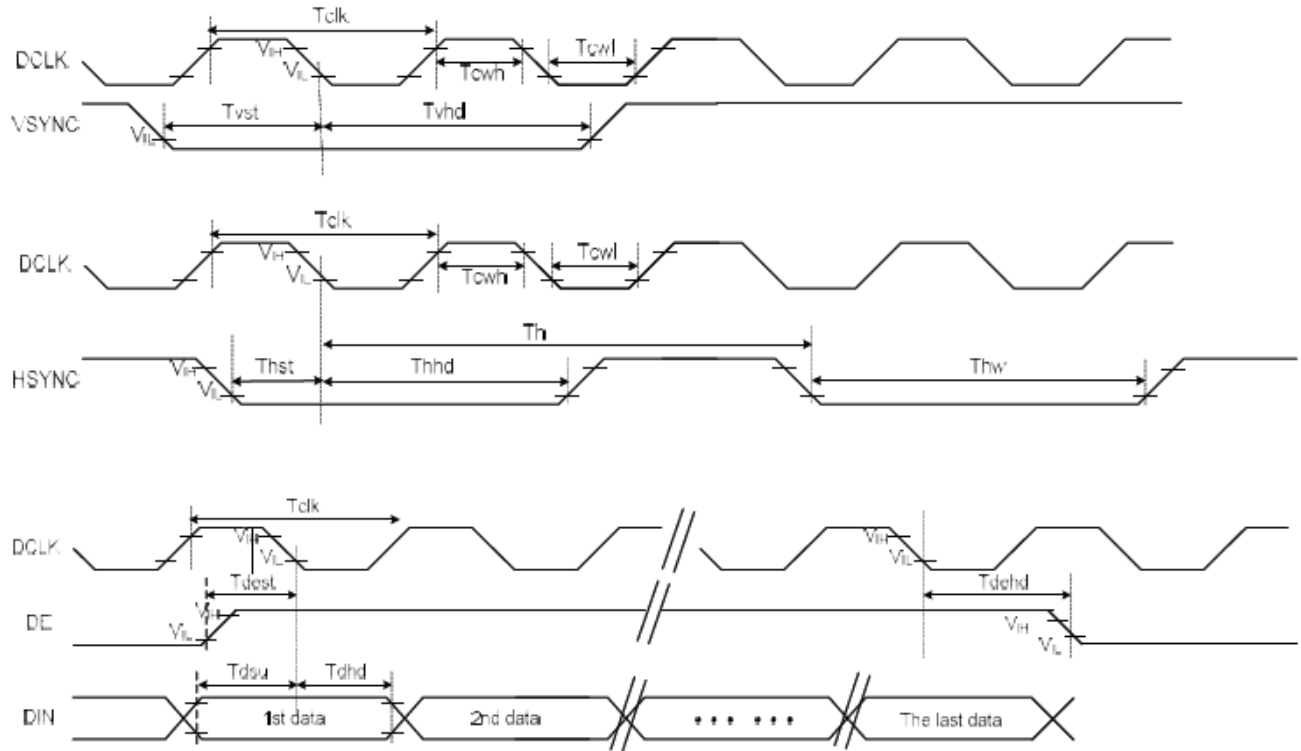 Tclk
DCLK
VIH
VIL
Tcwh
Tcwl
VSYNC
Tvst
Tvhd
VIL
Tclk
DCLK
VIH
VIL
Tcwh
Tcwl
Th
HSYNC
VIH
VIL
Thst
Thhd
Thw
Tclk
DCLK
VIH
VIL
VIH
VIL
Tdest
Tdehd
DE
VIH
VIL
VIH
VIL
Tdsu
Tdhd
DIN
1st data
2nd data
... ...
The last data